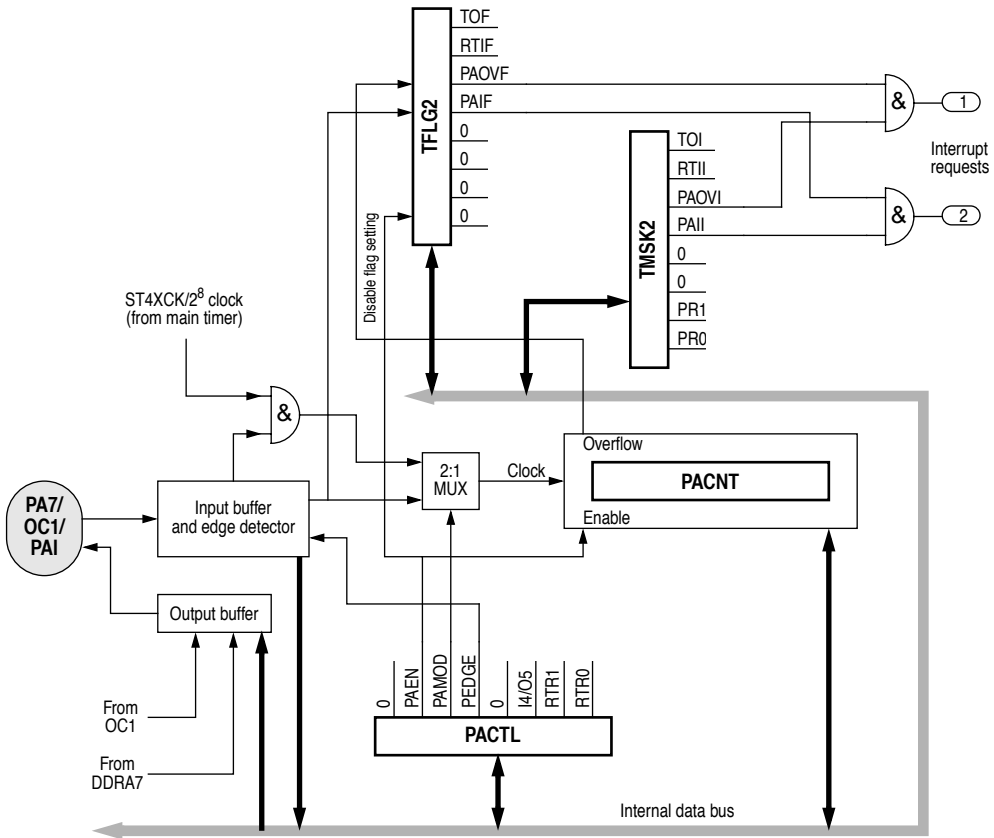 TOF
RTIF
PAOVF
PAIF
0
0
0
0
TFLG2
&
1
Interrupt
requests
&
2
TOI
RTII
PAOVI
PAII
0
0
PR1
PR0
TMSK2
Disable flag setting
ST4XCK/2⁸ clock
(from main timer)
&
2:1
MUX
Clock
Overflow
PACNT
Enable
PA7/
OC1/
PAI
Input buffer
and edge detector
Output buffer
From
OC1
From
DDRA7
0
PAEN
PAMOD
PEDGE
0
I4/O5
RTR1
RTR0
PACTL
Internal data bus